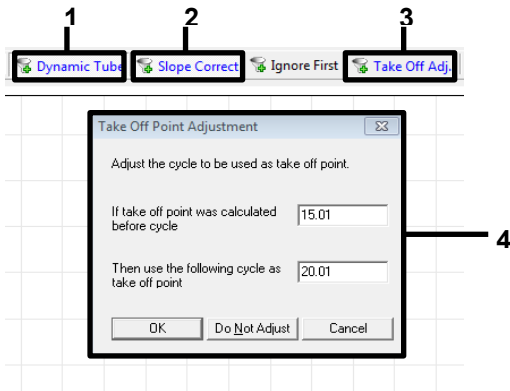 1 2 3
Dynamic Tube Slope Correct Ignore First Take Off Adj.
Take Off Point Adjustment
Adjust the cycle to be used as take off point.
If take off point was calculated
before cycle
15.01
Then use the following cycle as
take off point
20.01
OK Do Not Adjust Cancel
4